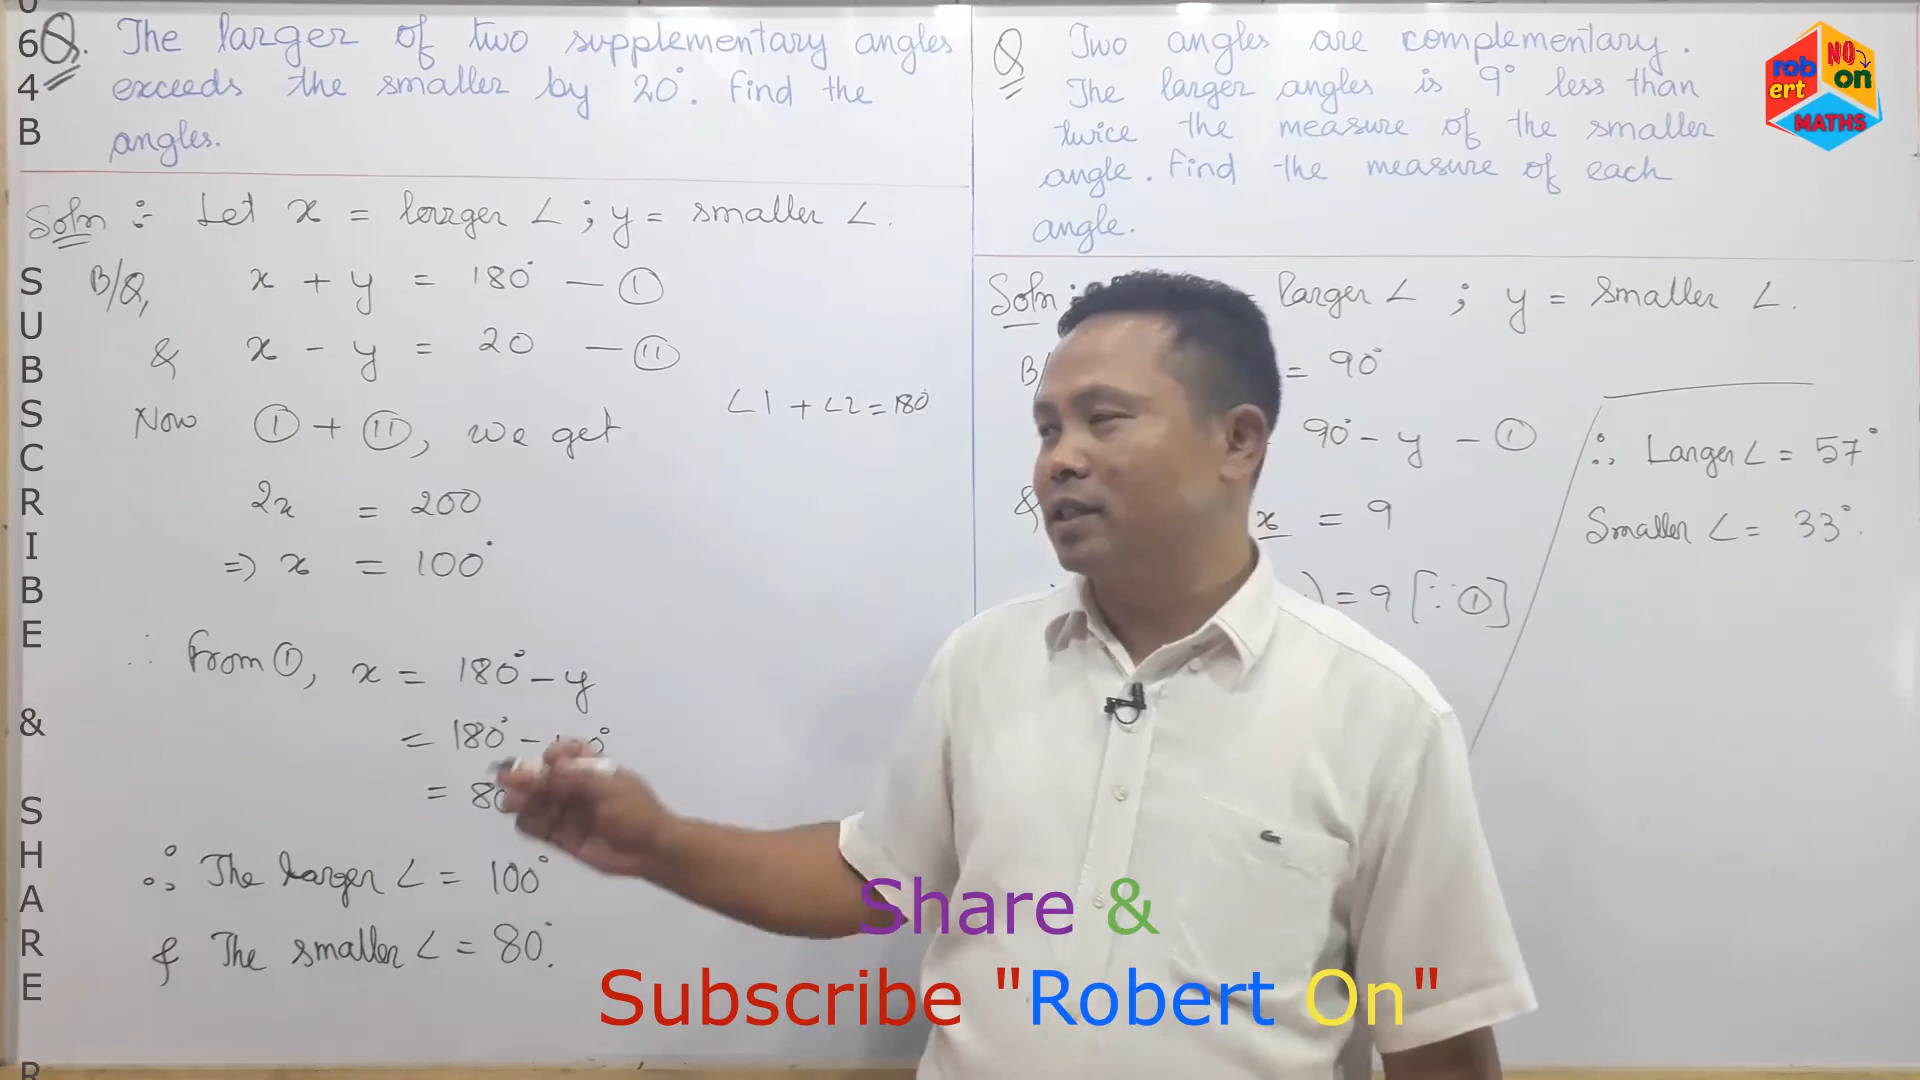 Q. The larger of two supplementary angles
exceeds the smaller by 20°. Find the
angles.
Soln :- Let x = larger ∠ ; y = smaller ∠.
B/Q, x + y = 180° — (I)
& x - y = 20 — (II)
Now (I) + (II), we get
∠1 + ∠2 = 180°
2x = 200
=> x = 100°
∴ From (I), x = 180° - y
= 180° -
∴ The larger ∠ = 100°
& The smaller ∠ = 80°.
Q Two angles are complementary.
The larger angles is 9° less than
twice the measure of the smaller
angle. Find the measure of each
angle.
Soln : larger ∠ ; y = smaller ∠.
= 90°
90° - y - (I)
& x = 9
) = 9 [∵ (I)]
∴ Larger ∠ = 57°
Smaller ∠ = 33°.
robert
NO
on
MATHS
64B
SUBSCRIBE & SHARE R
Share &
Subscribe "Robert On"